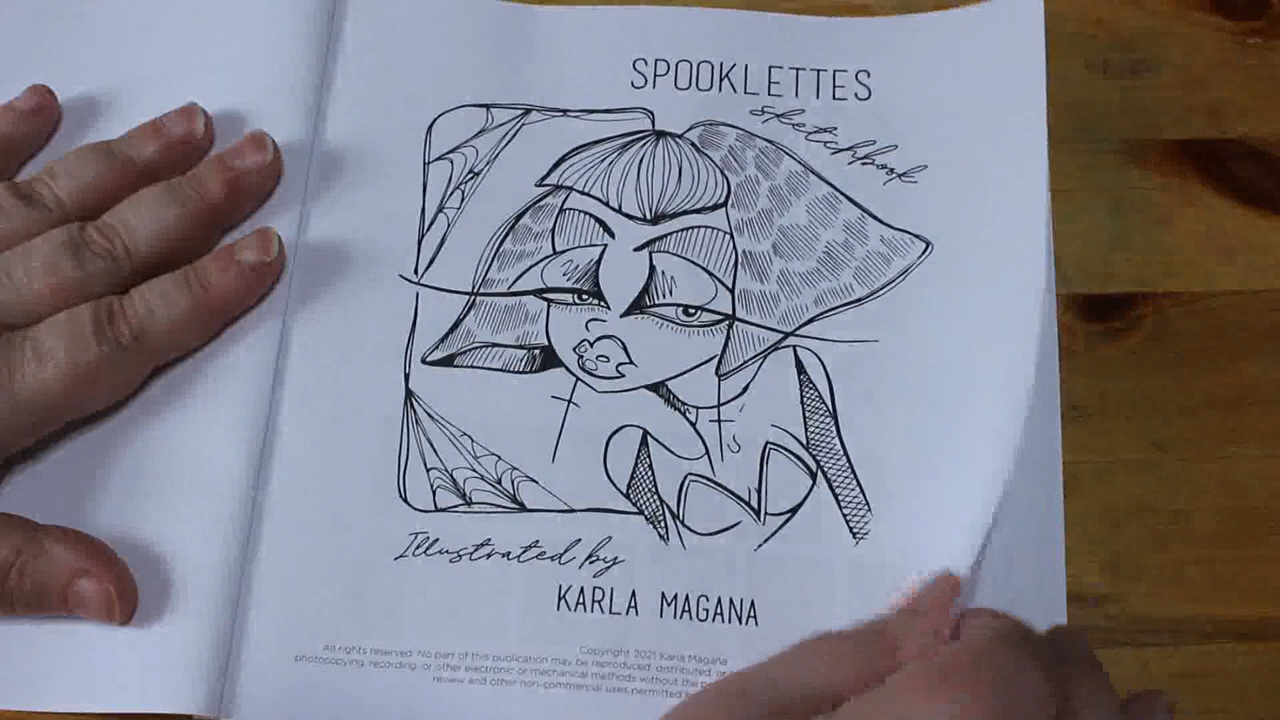 SPOOKLETTES
sketchbook
Illustrated by
KARLA MAGANA
Copyright 2021 Karla Magana
All rights reserved. No part of this publication may be reproduced, distributed, or
photocopying, recording, or other electronic or mechanical methods without the
review and other non-commercial uses permitted